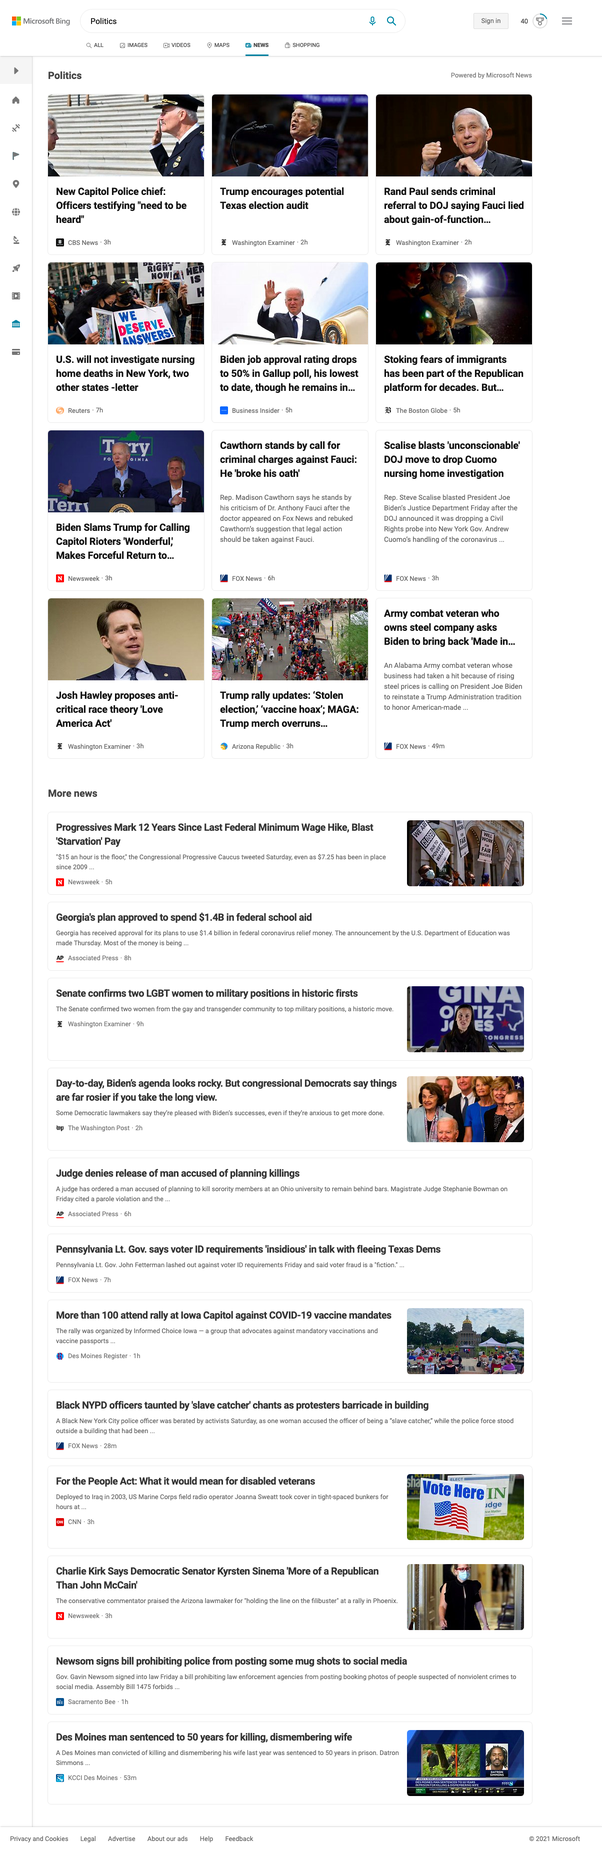 Microsoft Bing
Politics
Sign in
40
ALL
IMAGES
VIDEOS
MAPS
NEWS
SHOPPING
Politics
Powered by Microsoft News
New Capitol Police chief:
Officers testifying "need to be
heard"
CBS News · 3h
Trump encourages potential
Texas election audit
Washington Examiner · 2h
Rand Paul sends criminal
referral to DOJ saying Fauci lied
about gain-of-function...
Washington Examiner · 2h
RIGHT
NOW!
HERE
IS
WE
DESERVE
ANSWERS!
U.S. will not investigate nursing
home deaths in New York, two
other states -letter
Reuters · 7h
Biden job approval rating drops
to 50% in Gallup poll, his lowest
to date, though he remains in...
Business Insider · 5h
Stoking fears of immigrants
has been part of the Republican
platform for decades. But...
The Boston Globe · 5h
Terry
Terry
Biden Slams Trump for Calling
Capitol Rioters 'Wonderful,'
Makes Forceful Return to...
Newsweek · 3h
Cawthorn stands by call for
criminal charges against Fauci:
He 'broke his oath'
Rep. Madison Cawthorn says he stands by
his criticism of Dr. Anthony Fauci after the
doctor appeared on Fox News and rebuked
Cawthorn's suggestion that legal action
should be taken against Fauci.
FOX News · 6h
Scalise blasts 'unconscionable'
DOJ move to drop Cuomo
nursing home investigation
Rep. Steve Scalise blasted President Joe
Biden's Justice Department Friday after the
DOJ announced it was dropping a Civil
Rights probe into New York Gov. Andrew
Cuomo's handling of the coronavirus ...
FOX News · 3h
Josh Hawley proposes anti-
critical race theory 'Love
America Act'
Washington Examiner · 3h
Trump rally updates: 'Stolen
election,' 'vaccine hoax'; MAGA:
Trump merch overruns...
Arizona Republic · 3h
Army combat veteran who
owns steel company asks
Biden to bring back 'Made in...
An Alabama Army combat veteran whose
business had taken a hit because of rising
steel prices is calling on President Joe Biden
to reinstate a Trump Administration tradition
to honor American-made ...
FOX News · 49m
More news
Progressives Mark 12 Years Since Last Federal Minimum Wage Hike, Blast
'Starvation' Pay
"$15 an hour is the floor," the Congressional Progressive Caucus tweeted Saturday, even as $7.25 has been in place
since 2009 ...
Newsweek · 5h
Georgia's plan approved to spend $1.4B in federal school aid
Georgia has received approval for its plans to use $1.4 billion in federal coronavirus relief money. The announcement by the U.S. Department of Education was
made Thursday. Most of the money is being ...
AP Associated Press · 8h
Senate confirms two LGBT women to military positions in historic firsts
The Senate confirmed two women from the gay and transgender community to top military positions, a historic move.
Washington Examiner · 9h
GINA
ORTIZ
JONES
CONGRESS
Day-to-day, Biden's agenda looks rocky. But congressional Democrats say things
are far rosier if you take the long view.
Some Democratic lawmakers say they're pleased with Biden's successes, even if they're anxious to get more done.
wp The Washington Post · 2h
Judge denies release of man accused of planning killings
A judge has ordered a man accused of planning to kill sorority members at an Ohio university to remain behind bars. Magistrate Judge Stephanie Bowman on
Friday cited a parole violation and the ...
AP Associated Press · 6h
Pennsylvania Lt. Gov. says voter ID requirements 'insidious' in talk with fleeing Texas Dems
Pennsylvania Lt. Gov. John Fetterman lashed out against voter ID requirements Friday and said voter fraud is a "fiction." ...
FOX News · 7h
More than 100 attend rally at Iowa Capitol against COVID-19 vaccine mandates
The rally was organized by Informed Choice Iowa — a group that advocates against mandatory vaccinations and
vaccine passports ...
Des Moines Register · 1h
Black NYPD officers taunted by 'slave catcher' chants as protesters barricade in building
A Black New York City police officer was berated by activists Saturday, as one woman accused the officer of being a "slave catcher," while the police force stood
outside a building that had been ...
FOX News · 28m
For the People Act: What it would mean for disabled veterans
Deployed to Iraq in 2003, US Marine Corps field radio operator Joanna Sweatt took cover in tight-spaced bunkers for
hours at ...
CNN · 3h
Vote Here
IN
udge
Charlie Kirk Says Democratic Senator Kyrsten Sinema 'More of a Republican
Than John McCain'
The conservative commentator praised the Arizona lawmaker for "holding the line on the filibuster" at a rally in Phoenix.
Newsweek · 3h
Newsom signs bill prohibiting police from posting some mug shots to social media
Gov. Gavin Newsom signed into law Friday a bill prohibiting law enforcement agencies from posting booking photos of people suspected of nonviolent crimes to
social media. Assembly Bill 1475 forbids ...
Sacramento Bee · 1h
Des Moines man sentenced to 50 years for killing, dismembering wife
A Des Moines man convicted of killing and dismembering his wife last year was sentenced to 50 years in prison. Datron
Simmons ...
KCCI Des Moines · 53m
Privacy and Cookies
Legal
Advertise
About our ads
Help
Feedback
© 2021 Microsoft